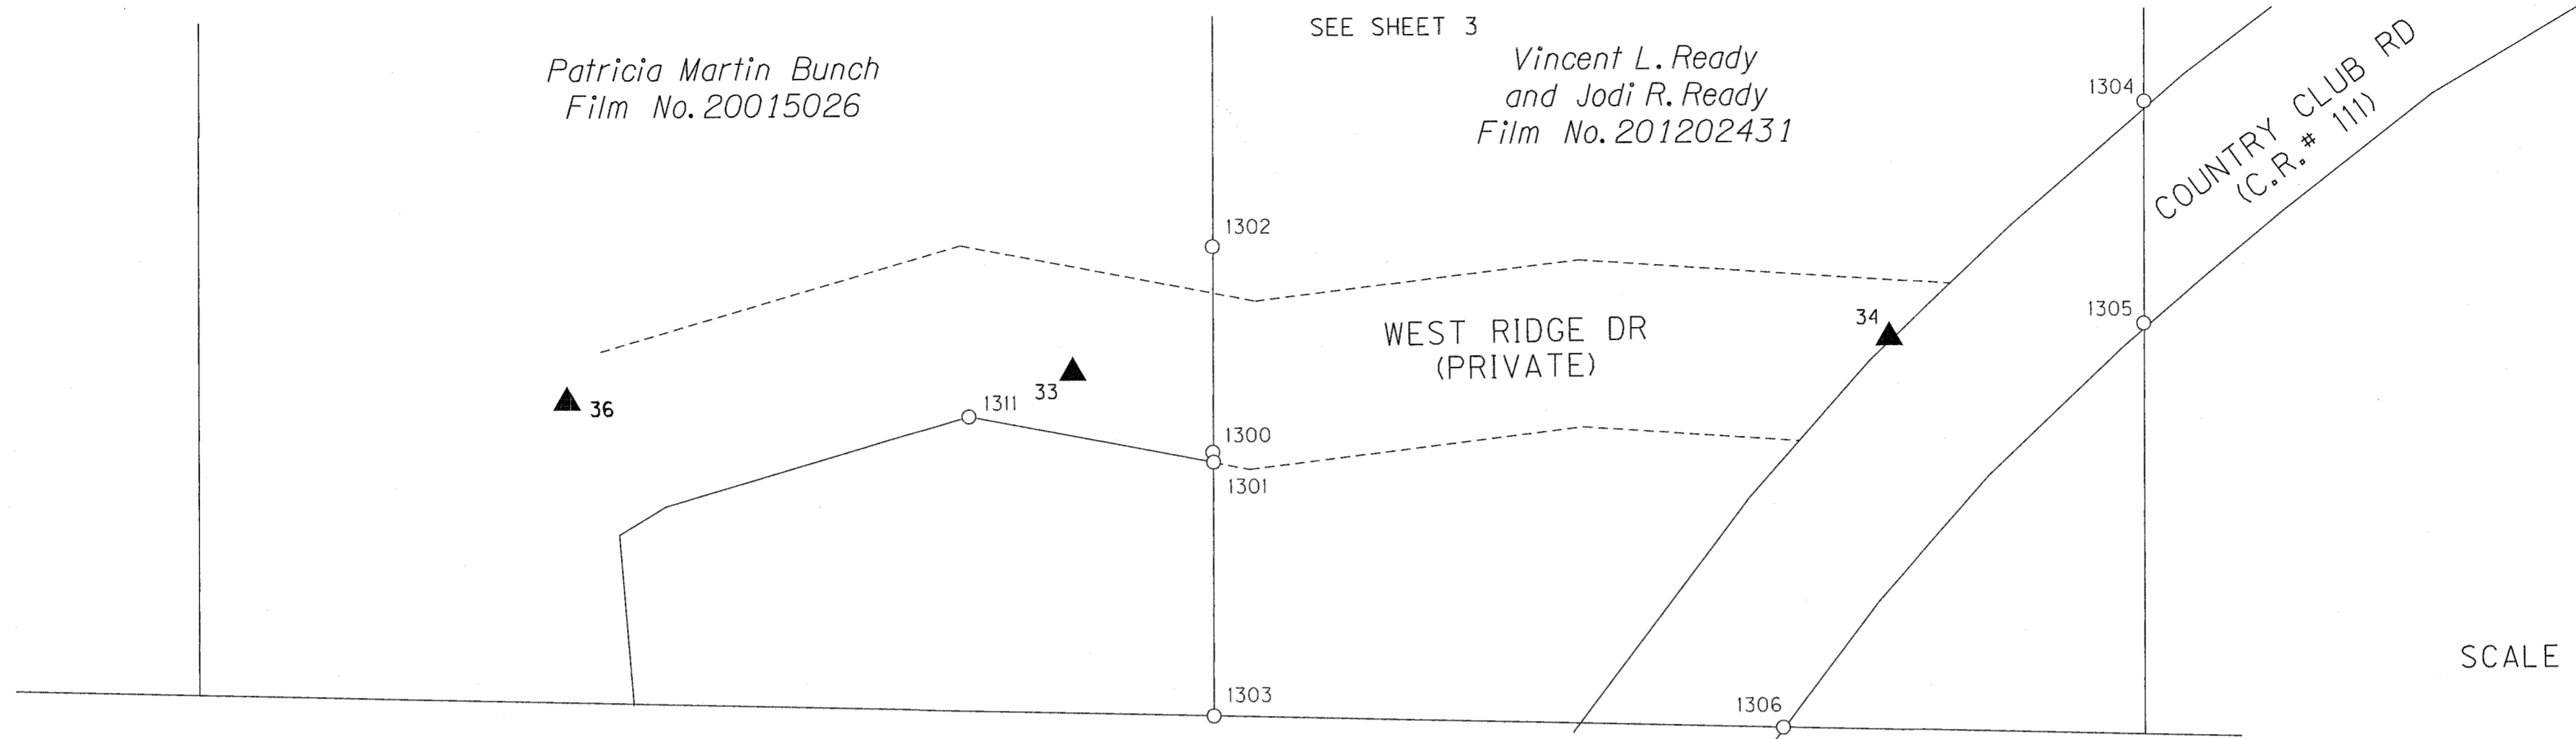 SEE SHEET 3
Patricia Martin Bunch
Film No. 20015026
Vincent L. Ready
and Jodi R. Ready
Film No. 201202431
1304
COUNTRY CLUB RD
(C.R. # 111)
1302
1305
34
WEST RIDGE DR
(PRIVATE)
33
36
1311
1300
1301
SCALE
1303
1306